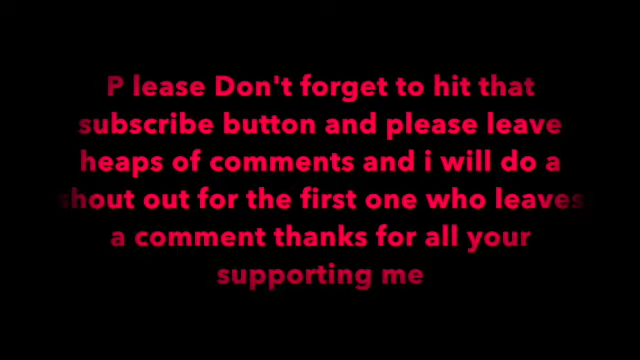 P lease Don't forget to hit that
subscribe button and please leave
heaps of comments and i will do a
shout out for the first one who leaves
a comment thanks for all your
supporting me